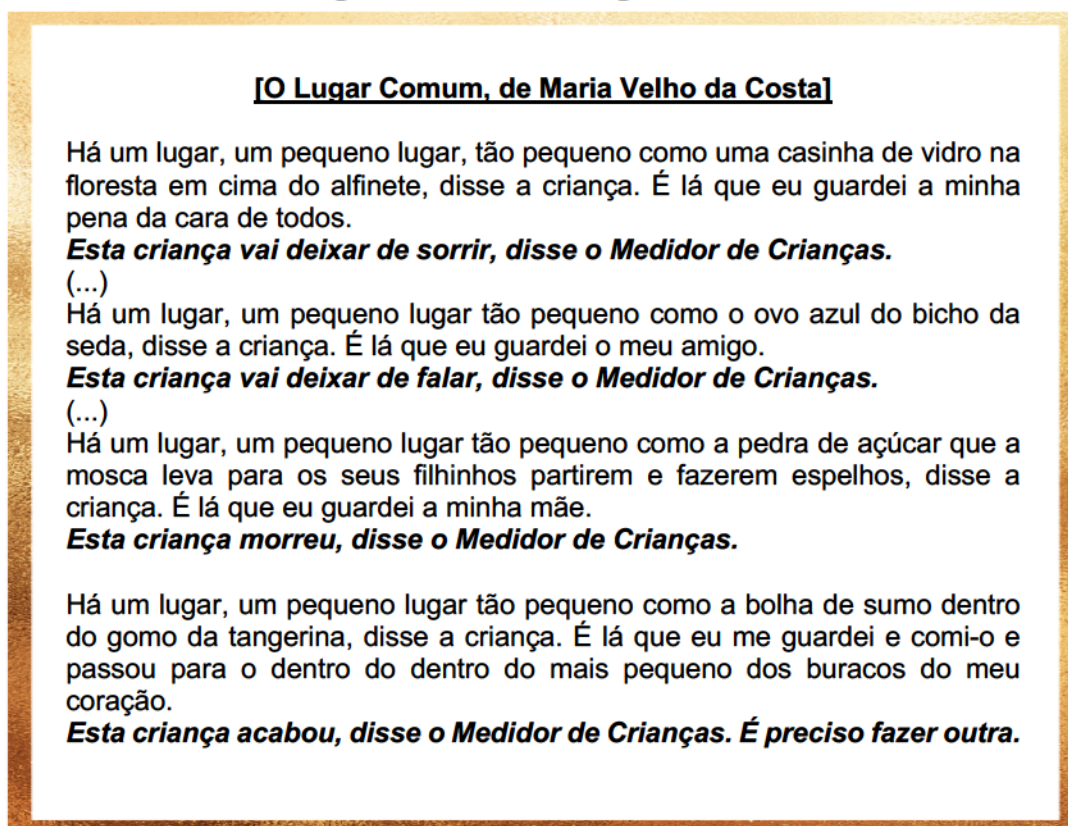 [O Lugar Comum, de Maria Velho da Costa]
Há um lugar, um pequeno lugar, tão pequeno como uma casinha de vidro na
floresta em cima do alfinete, disse a criança. É lá que eu guardei a minha
pena da cara de todos.
Esta criança vai deixar de sorrir, disse o Medidor de Crianças.
(...)
Há um lugar, um pequeno lugar tão pequeno como o ovo azul do bicho da
seda, disse a criança. É lá que eu guardei o meu amigo.
Esta criança vai deixar de falar, disse o Medidor de Crianças.
(...)
Há um lugar, um pequeno lugar tão pequeno como a pedra de açúcar que a
mosca leva para os seus filhinhos partirem e fazerem espelhos, disse a
criança. É lá que eu guardei a minha mãe.
Esta criança morreu, disse o Medidor de Crianças.
Há um lugar, um pequeno lugar tão pequeno como a bolha de sumo dentro
do gomo da tangerina, disse a criança. É lá que eu me guardei e comi-o e
passou para o dentro do dentro do mais pequeno dos buracos do meu
coração.
Esta criança acabou, disse o Medidor de Crianças. É preciso fazer outra.